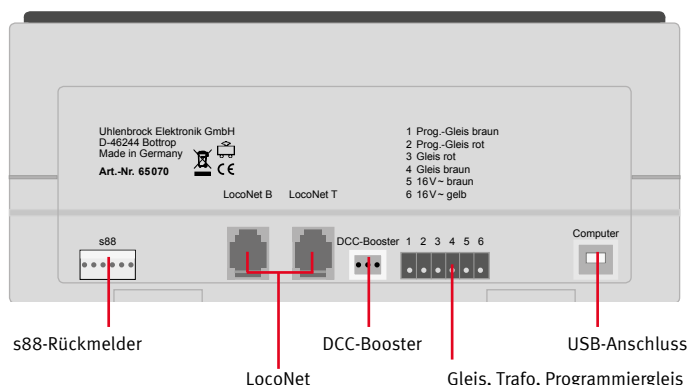 Uhlenbrock Elektronik GmbH
D-46244 Bottrop
Made in Germany
Art.-Nr. 65070
CE
1 Prog.-Gleis braun
2 Prog.-Gleis rot
3 Gleis rot
4 Gleis braun
5 16V~ braun
6 16V~ gelb
LocoNet B LocoNet T
s88
DCC-Booster 1 2 3 4 5 6
Computer
s88-Rückmelder
DCC-Booster
USB-Anschluss
LocoNet
Gleis, Trafo, Programmiergleis